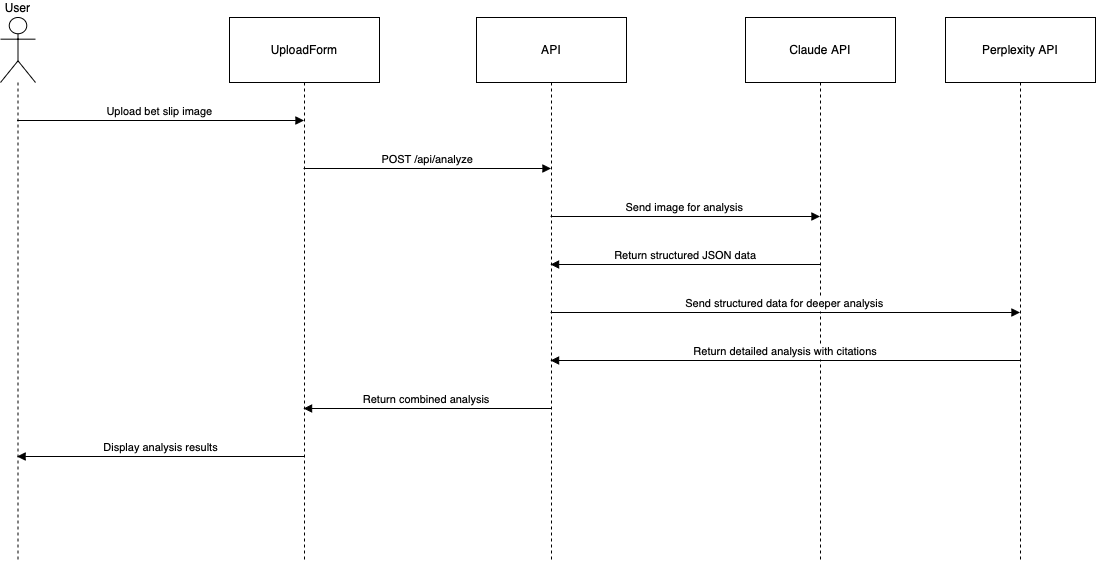 User
UploadForm
API
Claude API
Perplexity API
Upload bet slip image
POST /api/analyze
Send image for analysis
Return structured JSON data
Send structured data for deeper analysis
Return detailed analysis with citations
Return combined analysis
Display analysis results